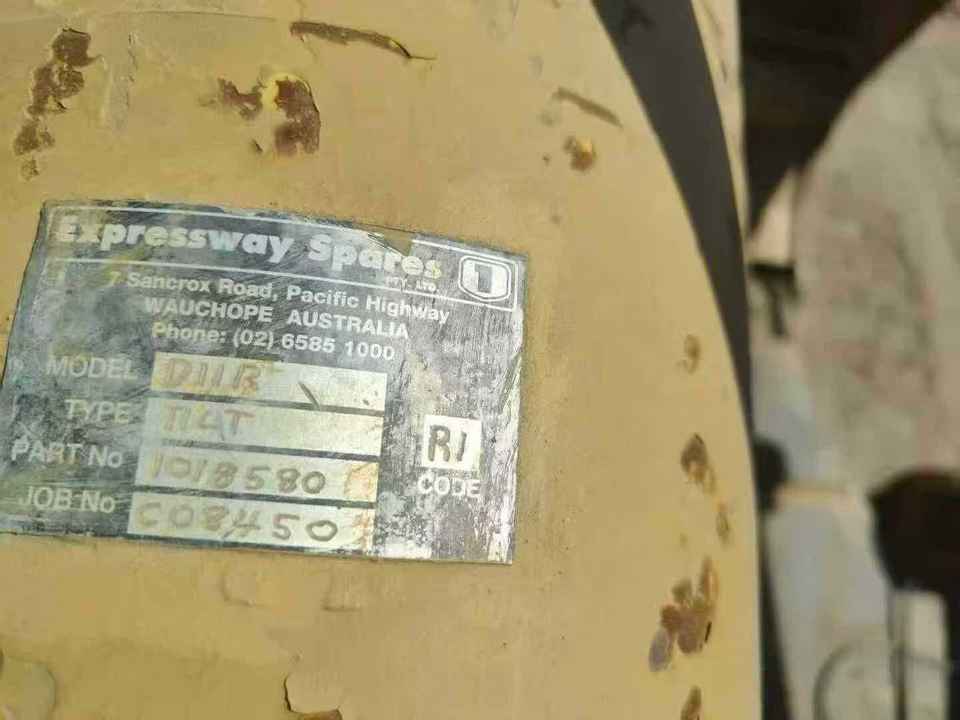 Expressway Spares
PTY. LTD.
7 Sancrox Road, Pacific Highway
WAUCHOPE AUSTRALIA
Phone: (02) 6585 1000
MODEL D11R
TYPE TILT
PART No 1018580
JOB No C08450
R1
CODE